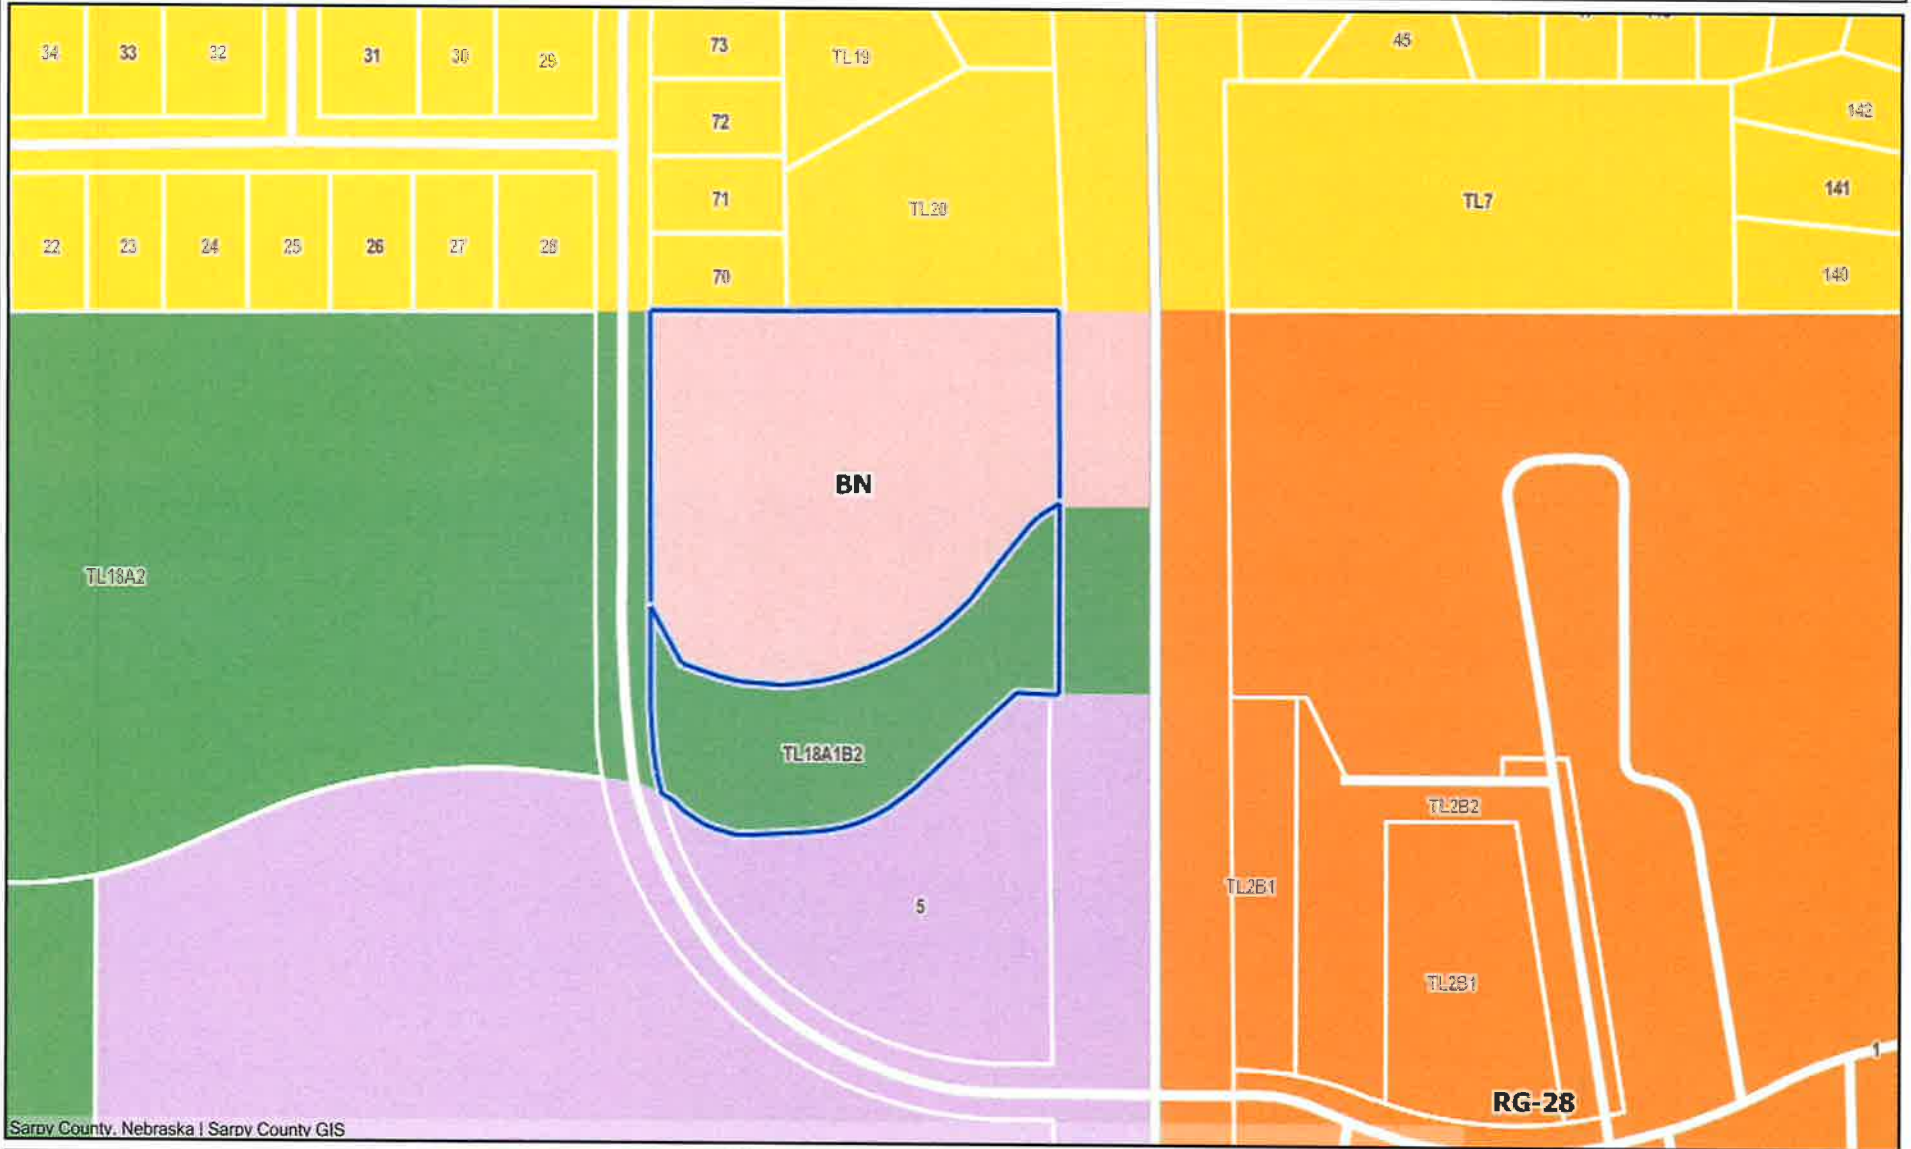 34 33 32 31 30 29 73 TL19 45
72 142
71 TL20 TL7 141
22 23 24 25 26 27 28 70 140
BN
TL18A2
TL18A1B2
TL2B2
TL2B1
5
TL2B1
1
RG-28
Sarpy County, Nebraska | Sarpy County GIS